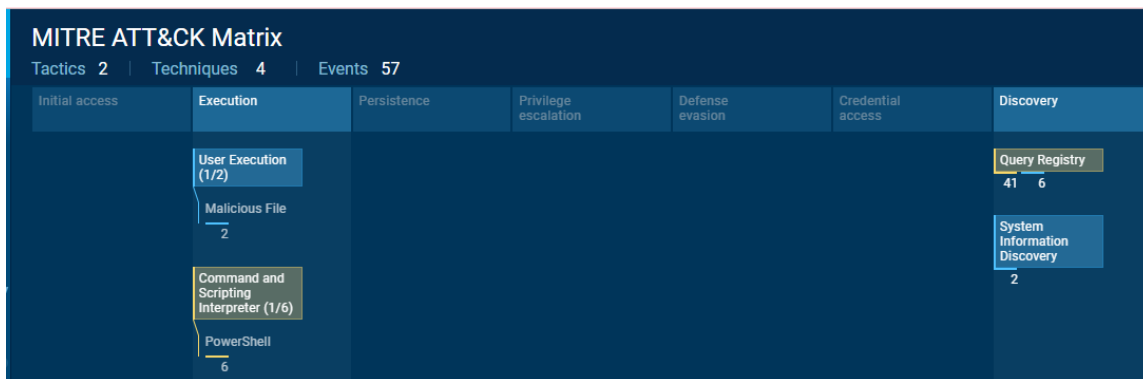 MITRE ATT&CK Matrix
Tactics 2 | Techniques 4 | Events 57
Initial access
Execution
Persistence
Privilege
escalation
Defense
evasion
Credential
access
Discovery
User Execution
(1/2)
Malicious File
2
Command and
Scripting
Interpreter (1/6)
PowerShell
6
Query Registry
41 6
System
Information
Discovery
2